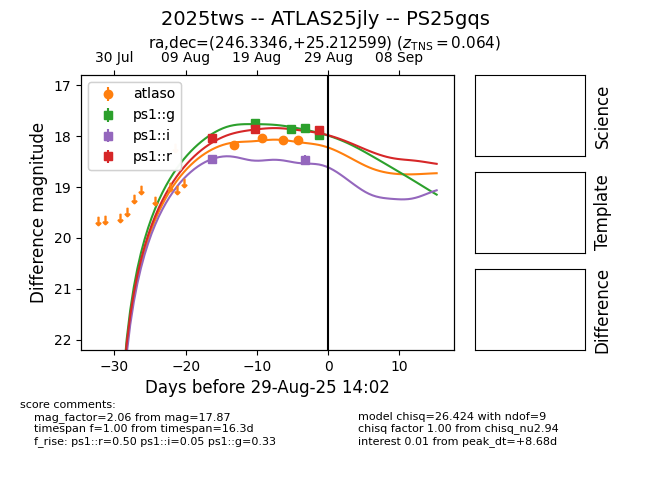 2025tws -- ATLAS25jly -- PS25gqs
ra,dec=(246.3346,+25.212599) (z_TNS = 0.064)
30 Jul 09 Aug 19 Aug 29 Aug 08 Sep
17
18
19
20
21
22
Difference magnitude
atlaso
ps1::g
ps1::i
ps1::r
−30 −20 −10 0 10
Days before 29-Aug-25 14:02
Science
Template
Difference
score comments:
mag_factor=2.06 from mag=17.87
timespan f=1.00 from timespan=16.3d
f_rise: ps1::r=0.50 ps1::i=0.05 ps1::g=0.33
model chisq=26.424 with ndof=9
chisq factor 1.00 from chisq_nu2.94
interest 0.01 from peak_dt=+8.68d